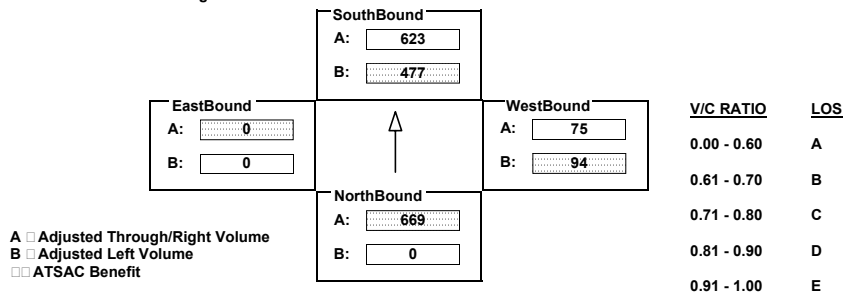 SouthBound
A: 623
B: 477
EastBound
A: 0
B: 0
WestBound
A: 75
B: 94
NorthBound
A: 669
B: 0
A □ Adjusted Through/Right Volume
B □ Adjusted Left Volume
□□ ATSAC Benefit
V/C RATIO LOS
0.00 - 0.60 A
0.61 - 0.70 B
0.71 - 0.80 C
0.81 - 0.90 D
0.91 - 1.00 E